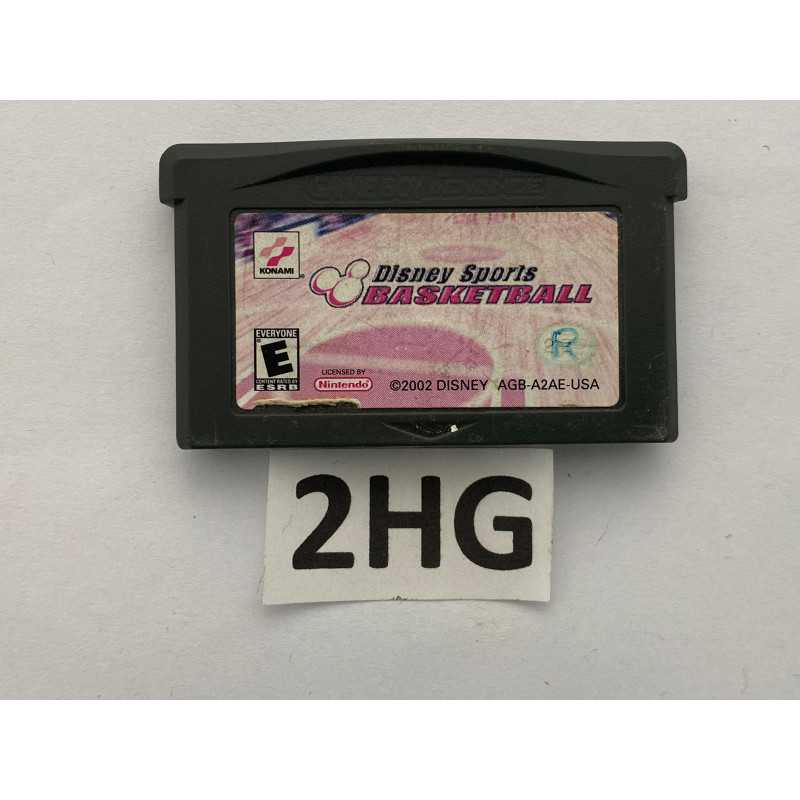 GAME BOY ADVANCE
KONAMI
Disney Sports
BASKETBALL
EVERYONE
E
CONTENT RATED BY
ESRB
LICENSED BY
Nintendo
©2002 DISNEY AGB-A2AE-USA
R
2HG